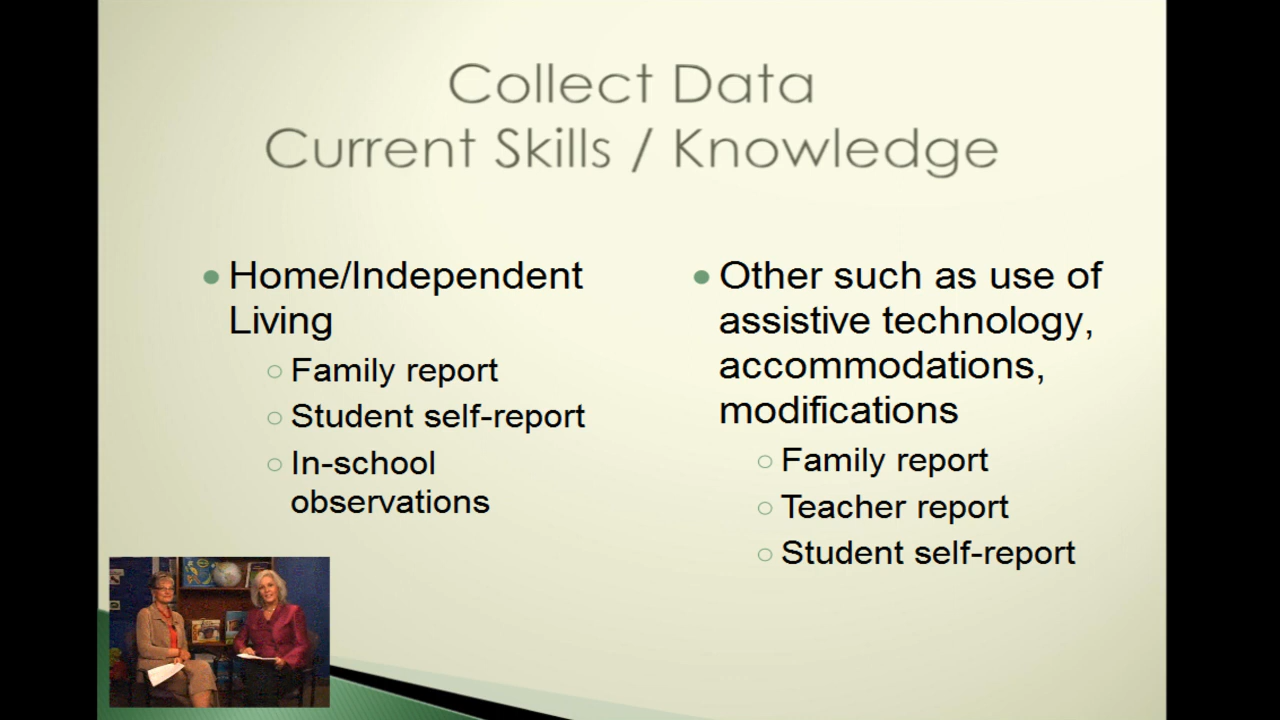 Collect Data
Current Skills / Knowledge
Home/Independent
Living
Family report
Student self-report
In-school
observations
Other such as use of
assistive technology,
accommodations,
modifications
Family report
Teacher report
Student self-report